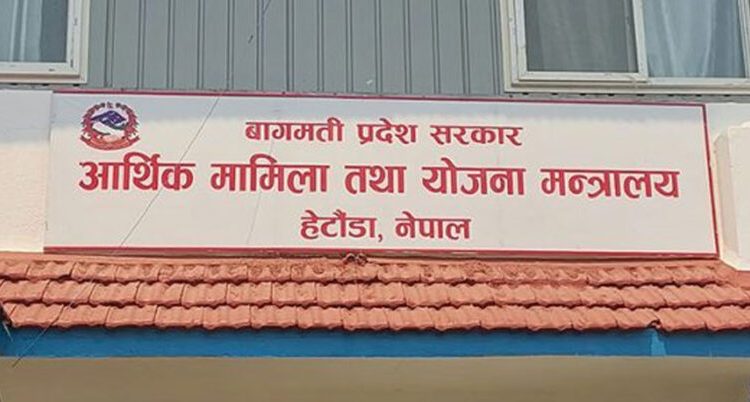 बागमती प्रदेश सरकार
आर्थिक मामिला तथा योजना मन्त्रालय
हेटौंडा, नेपाल